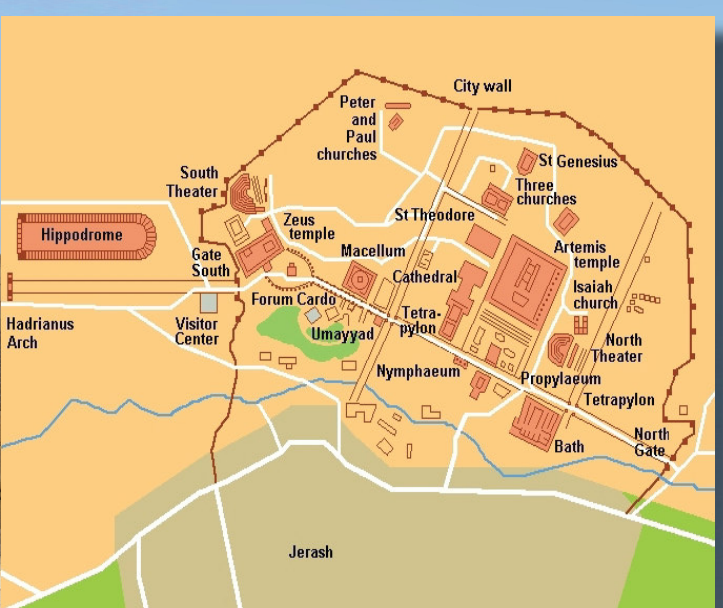 City wall
Peter
and
Paul
churches
St Genesius
South
Theater
Three
churches
St Theodore
Zeus
temple
Hippodrome
Macellum
Artemis
temple
Gate
South
Cathedral
Isaiah
church
Forum Cardo
Tetra-
pylon
Hadrianus
Arch
Visitor
Center
Umayyad
North
Theater
Nymphaeum
Propylaeum
Tetrapylon
North
Gate
Bath
Jerash